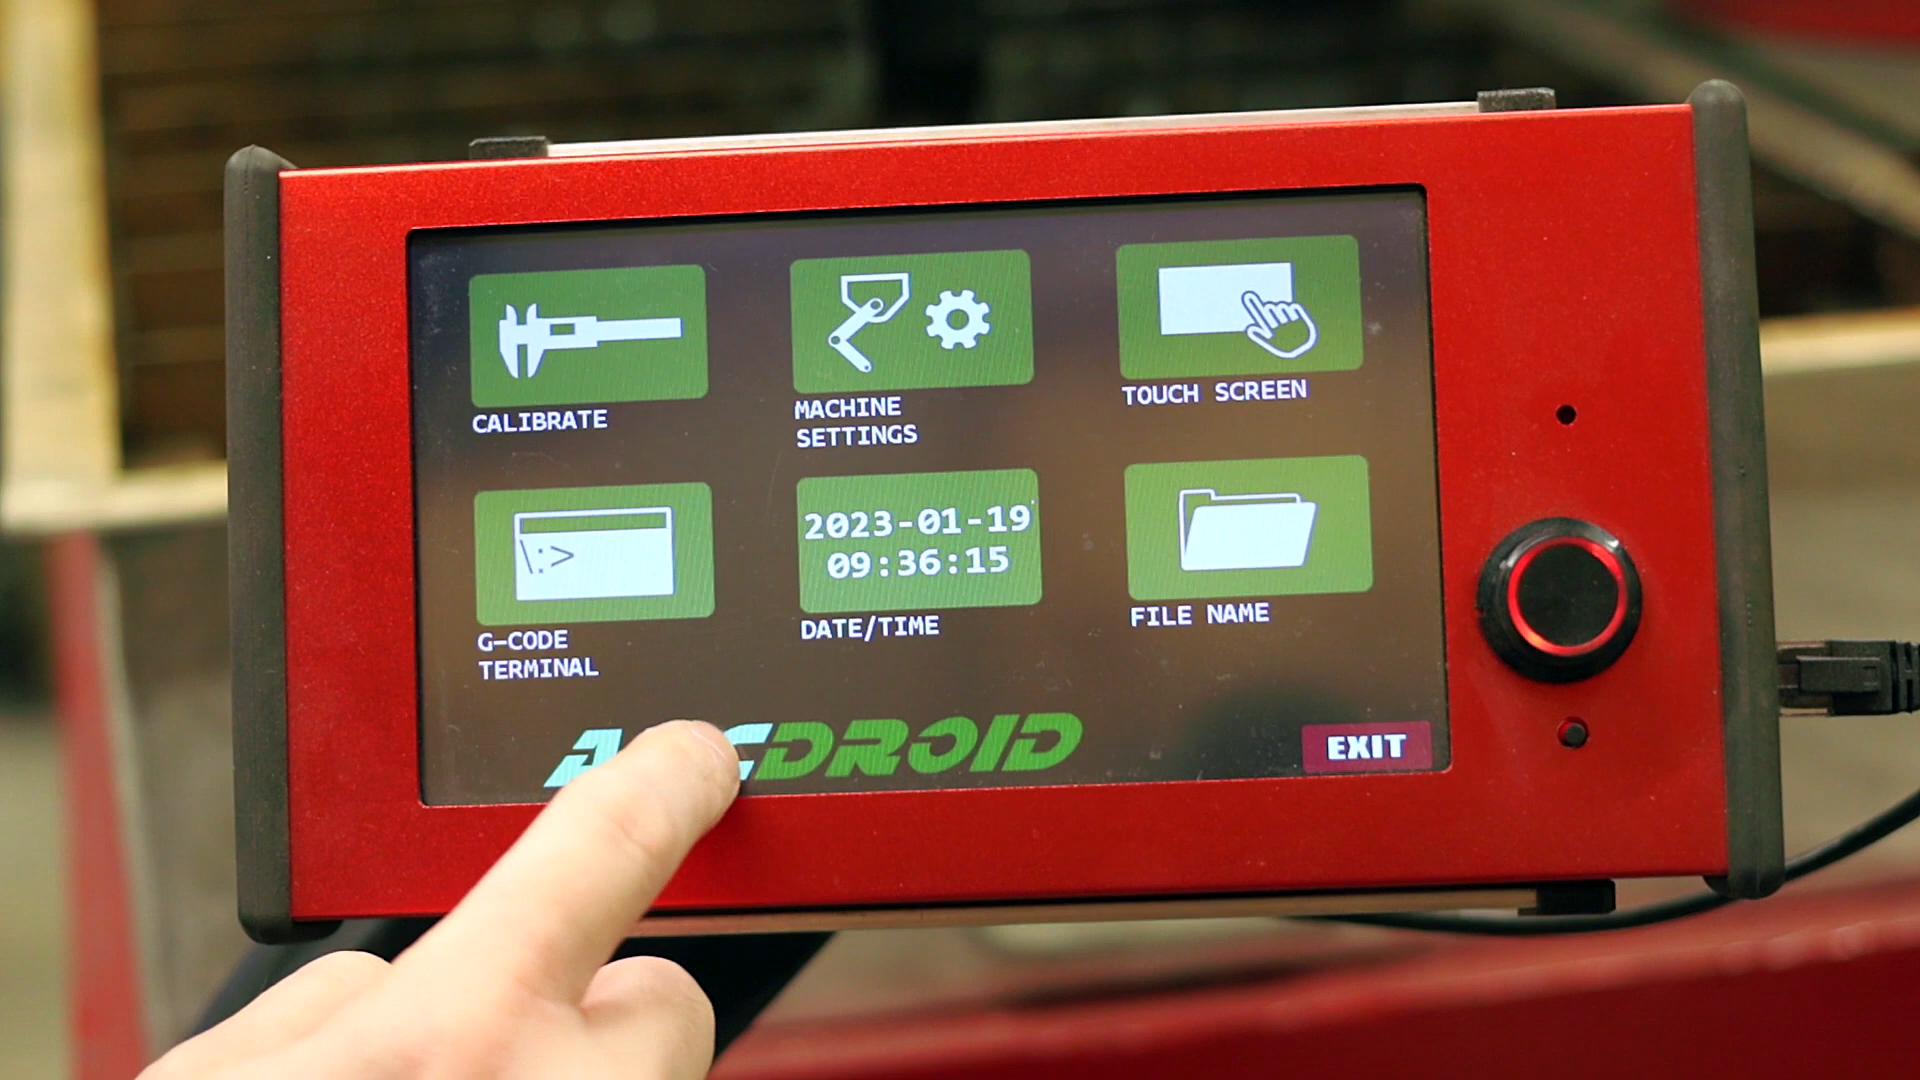 CALIBRATE
MACHINE
SETTINGS
TOUCH SCREEN
\:>
2023-01-19
09:36:15
G-CODE
TERMINAL
DATE/TIME
FILE NAME
ARCDROID
EXIT